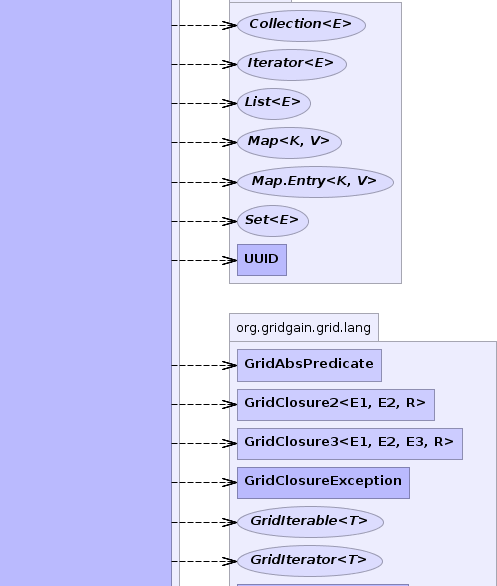 Collection<E>
Iterator<E>
List<E>
Map<K, V>
Map.Entry<K, V>
Set<E>
UUID
org.gridgain.grid.lang
GridAbsPredicate
GridClosure2<E1, E2, R>
GridClosure3<E1, E2, E3, R>
GridClosureException
GridIterable<T>
GridIterator<T>